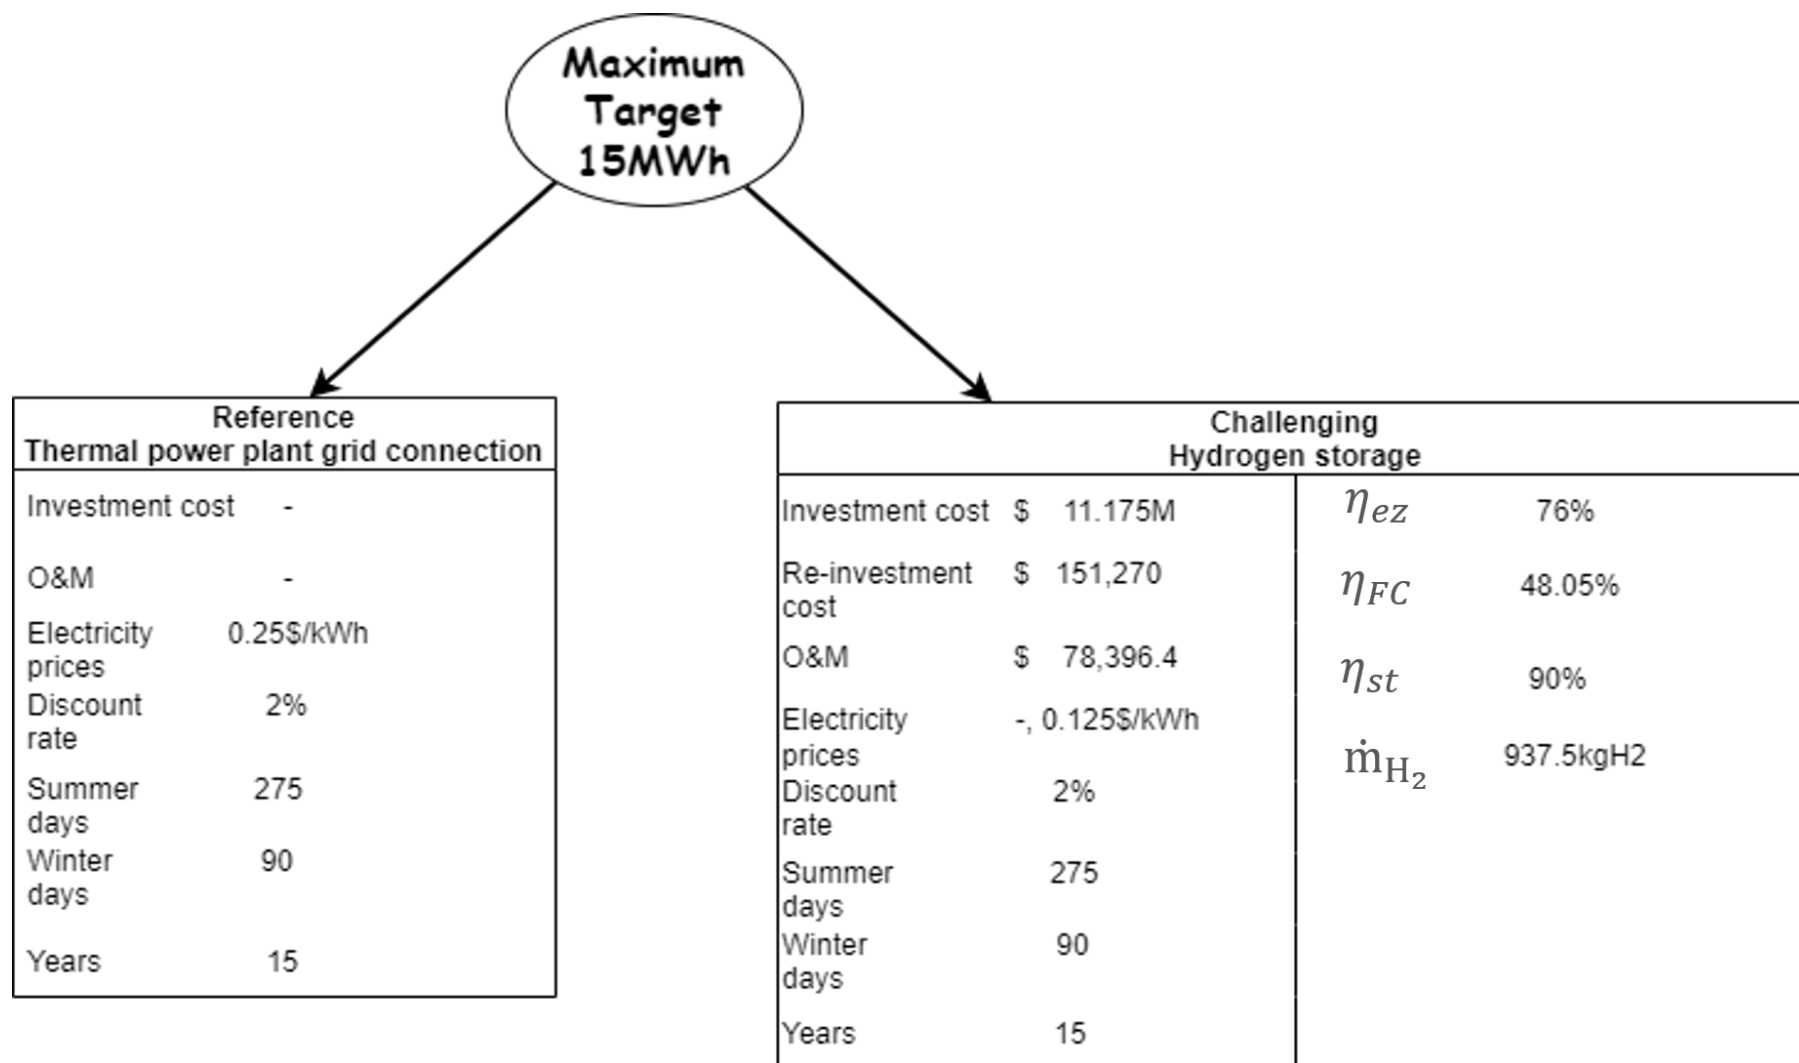 Maximum
Target
15MWh
Reference
Thermal power plant grid connection
Investment cost -
O&M -
Electricity prices 0.25$/kWh
Discount rate 2%
Summer days 275
Winter days 90
Years 15
Challenging
Hydrogen storage
Investment cost $ 11.175M
Re-investment cost $ 151,270
O&M $ 78,396.4
Electricity prices -, 0.125$/kWh
Discount rate 2%
Summer days 275
Winter days 90
Years 15
η_ez 76%
η_FC 48.05%
η_st 90%
ṁ_H₂ 937.5kgH2